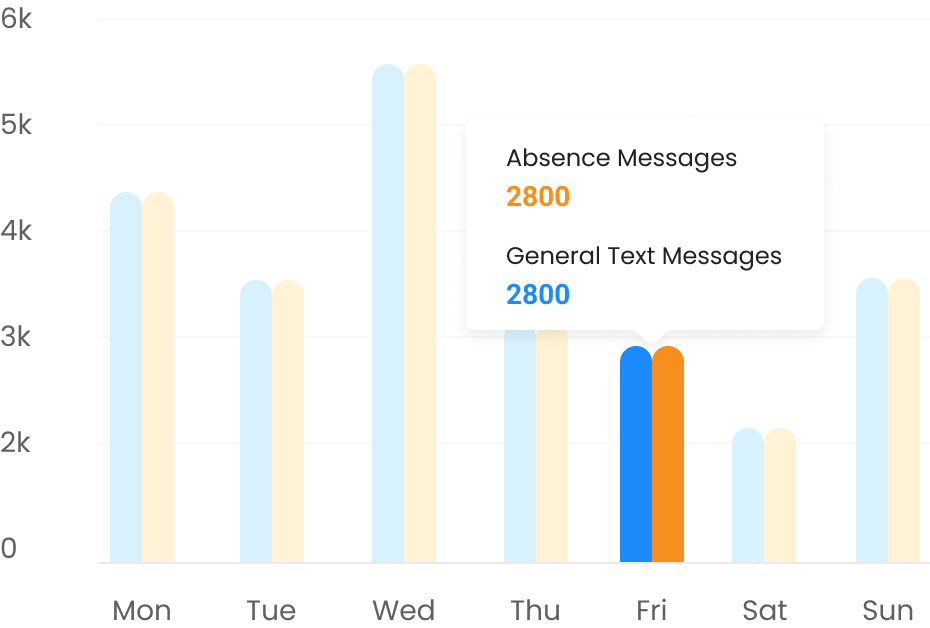 6k
5k
4k
3k
2k
0
Absence Messages
2800
General Text Messages
2800
Mon Tue Wed Thu Fri Sat Sun